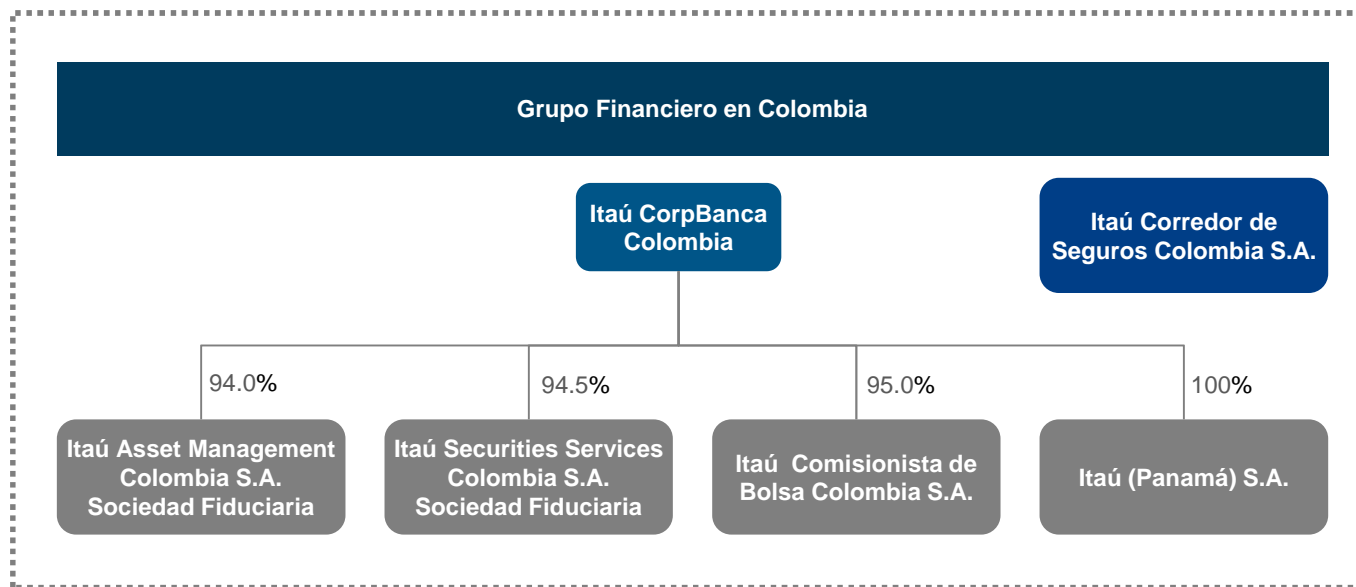 Grupo Financiero en Colombia
Itaú CorpBanca
Colombia
Itaú Corredor de
Seguros Colombia S.A.
94.0%
94.5%
95.0%
100%
Itaú Asset Management
Colombia S.A.
Sociedad Fiduciaria
Itaú Securities Services
Colombia S.A.
Sociedad Fiduciaria
Itaú Comisionista de
Bolsa Colombia S.A.
Itaú (Panamá) S.A.